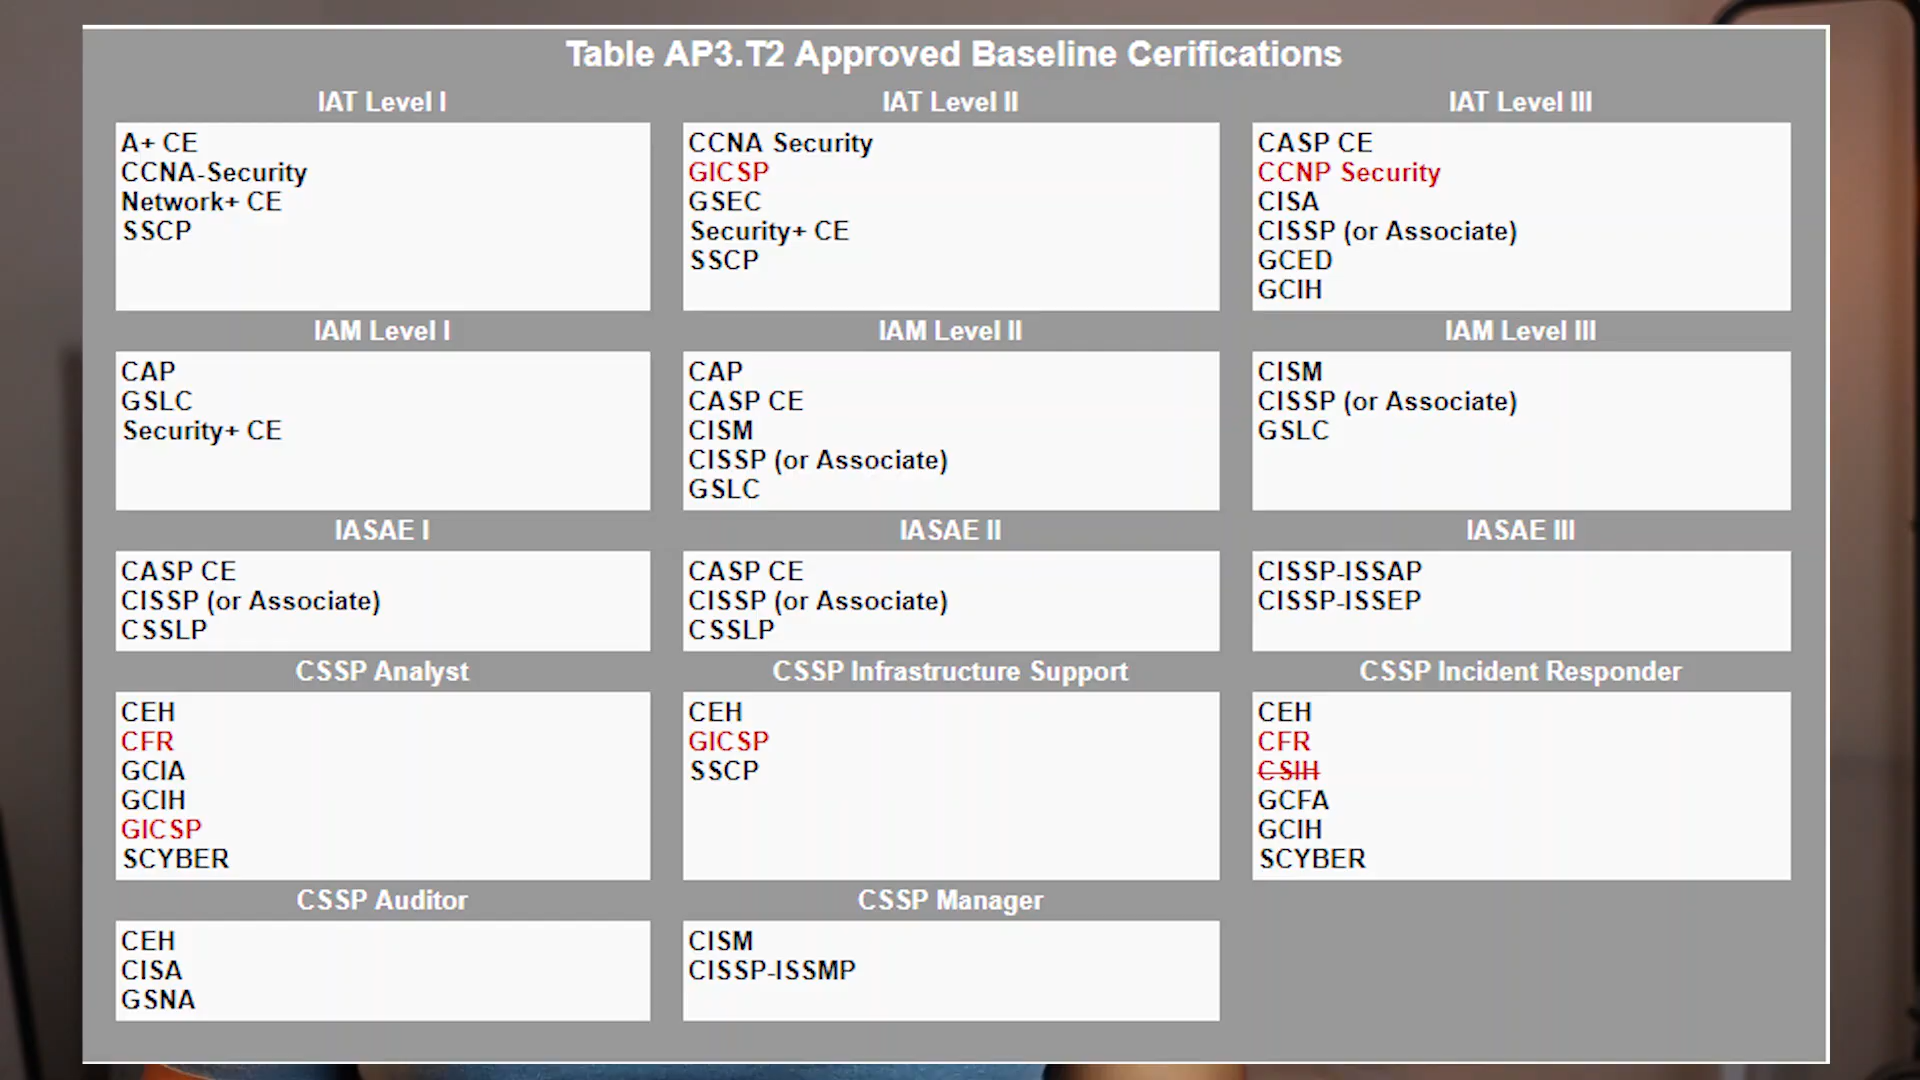 Table AP3.T2 Approved Baseline Cerifications
IAT Level I
A+ CE
CCNA-Security
Network+ CE
SSCP
IAT Level II
CCNA Security
GICSP
GSEC
Security+ CE
SSCP
IAT Level III
CASP CE
CCNP Security
CISA
CISSP (or Associate)
GCED
GCIH
IAM Level I
CAP
GSLC
Security+ CE
IAM Level II
CAP
CASP CE
CISM
CISSP (or Associate)
GSLC
IAM Level III
CISM
CISSP (or Associate)
GSLC
IASAE I
CASP CE
CISSP (or Associate)
CSSLP
IASAE II
CASP CE
CISSP (or Associate)
CSSLP
IASAE III
CISSP-ISSAP
CISSP-ISSEP
CSSP Analyst
CEH
CFR
GCIA
GCIH
GICSP
SCYBER
CSSP Infrastructure Support
CEH
GICSP
SSCP
CSSP Incident Responder
CEH
CFR
CSIH
GCFA
GCIH
SCYBER
CSSP Auditor
CEH
CISA
GSNA
CSSP Manager
CISM
CISSP-ISSMP